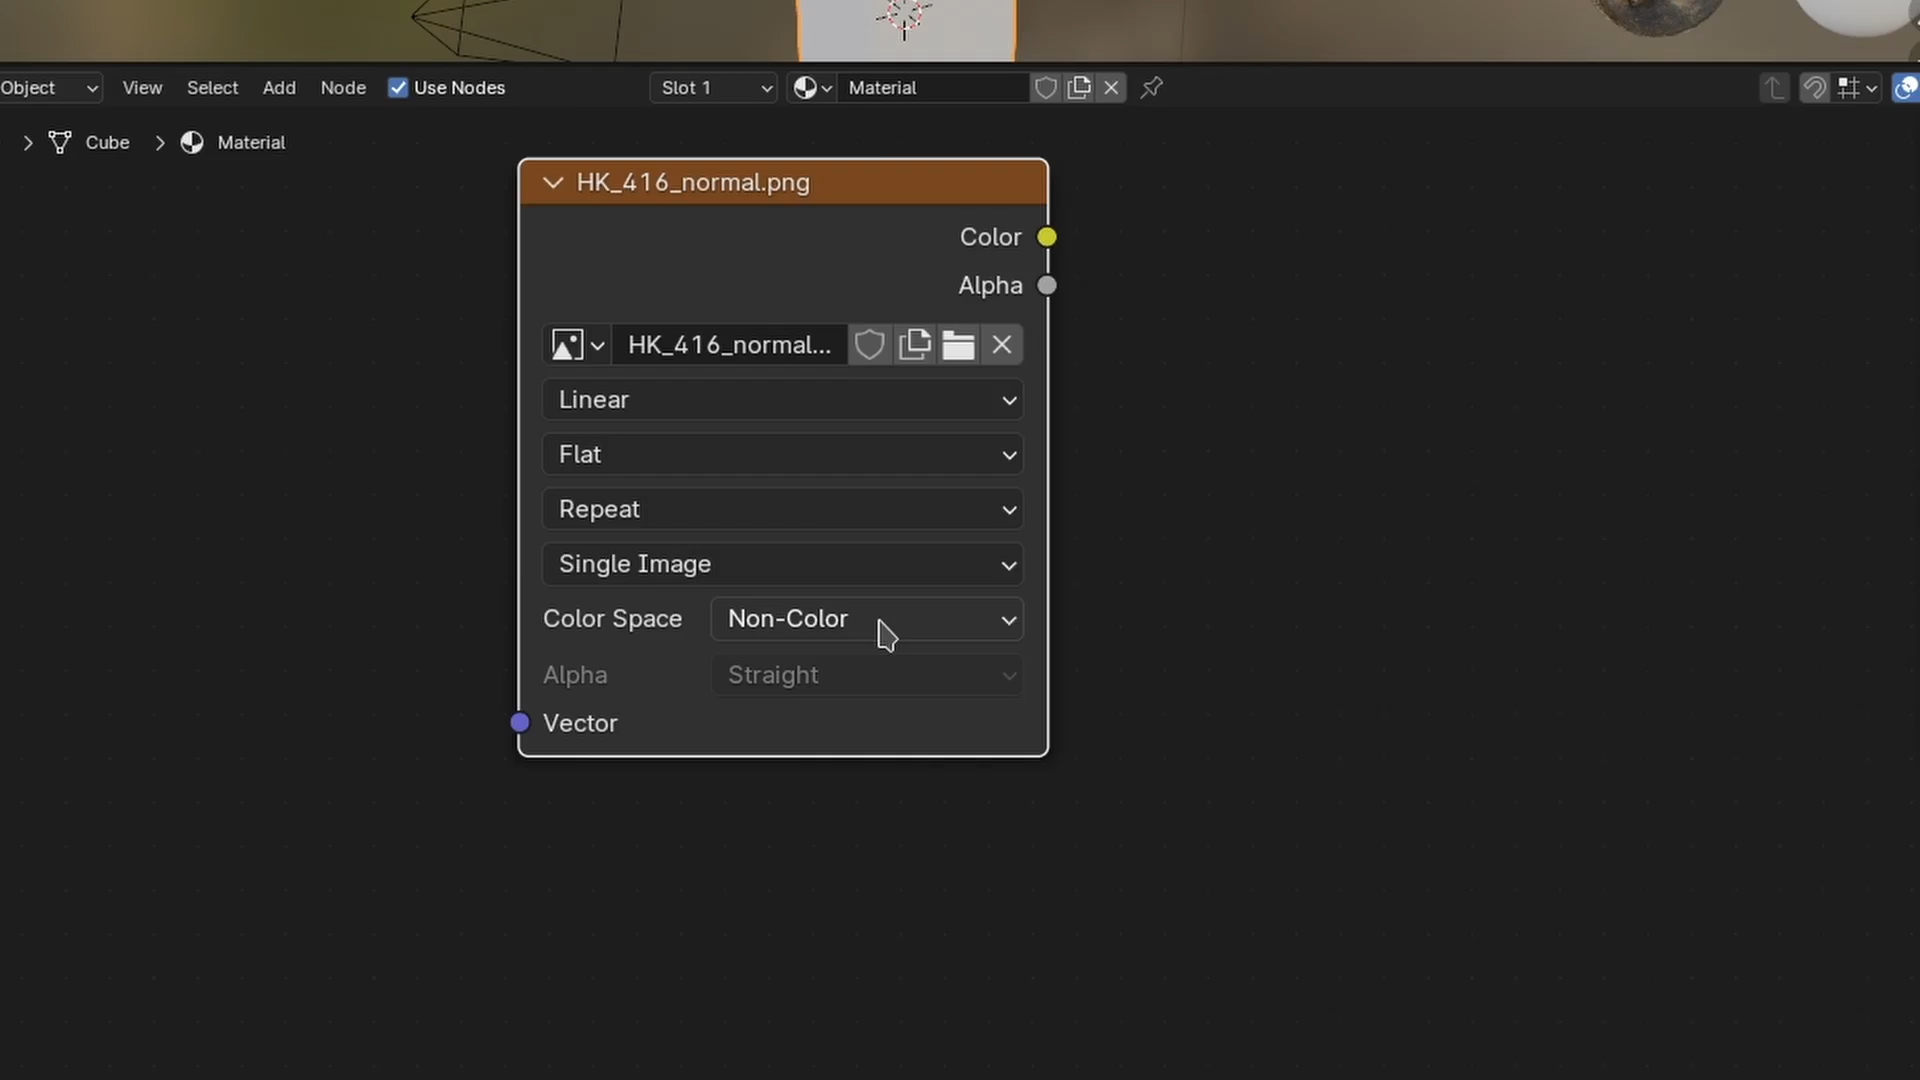 Object View Select Add Node Use Nodes Slot 1 Material
Cube Material
HK_416_normal.png
Color
Alpha
HK_416_normal...
Linear
Flat
Repeat
Single Image
Color Space Non-Color
Alpha Straight
Vector